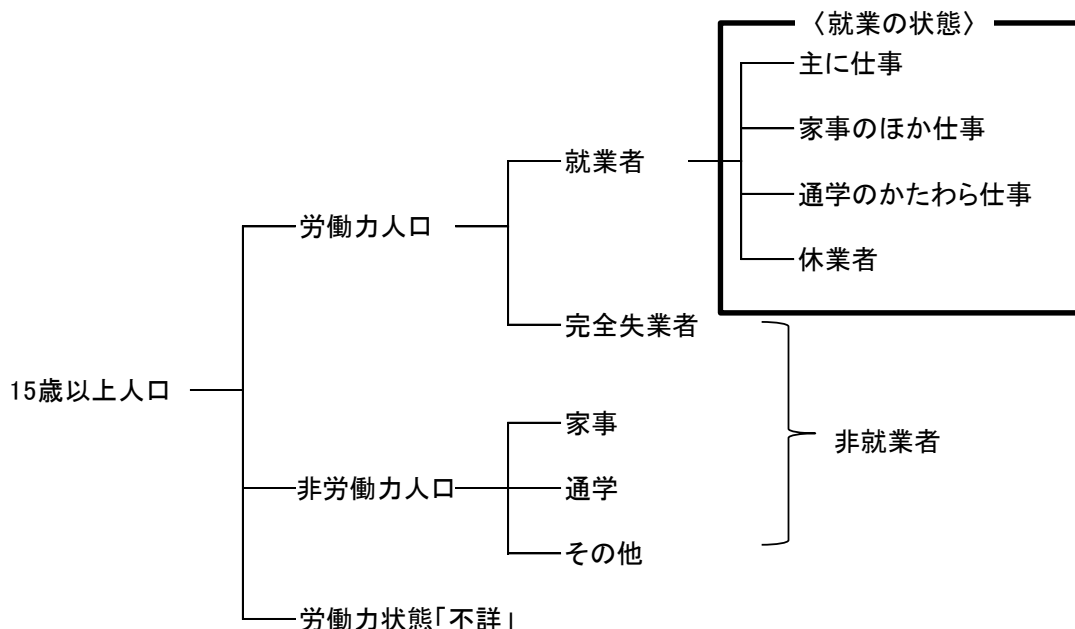 〈就業の状態〉
主に仕事
家事のほか仕事
就業者
通学のかたわら仕事
労働力人口
休業者
完全失業者
15歳以上人口
家事
非就業者
非労働力人口
通学
その他
労働力状態「不詳」